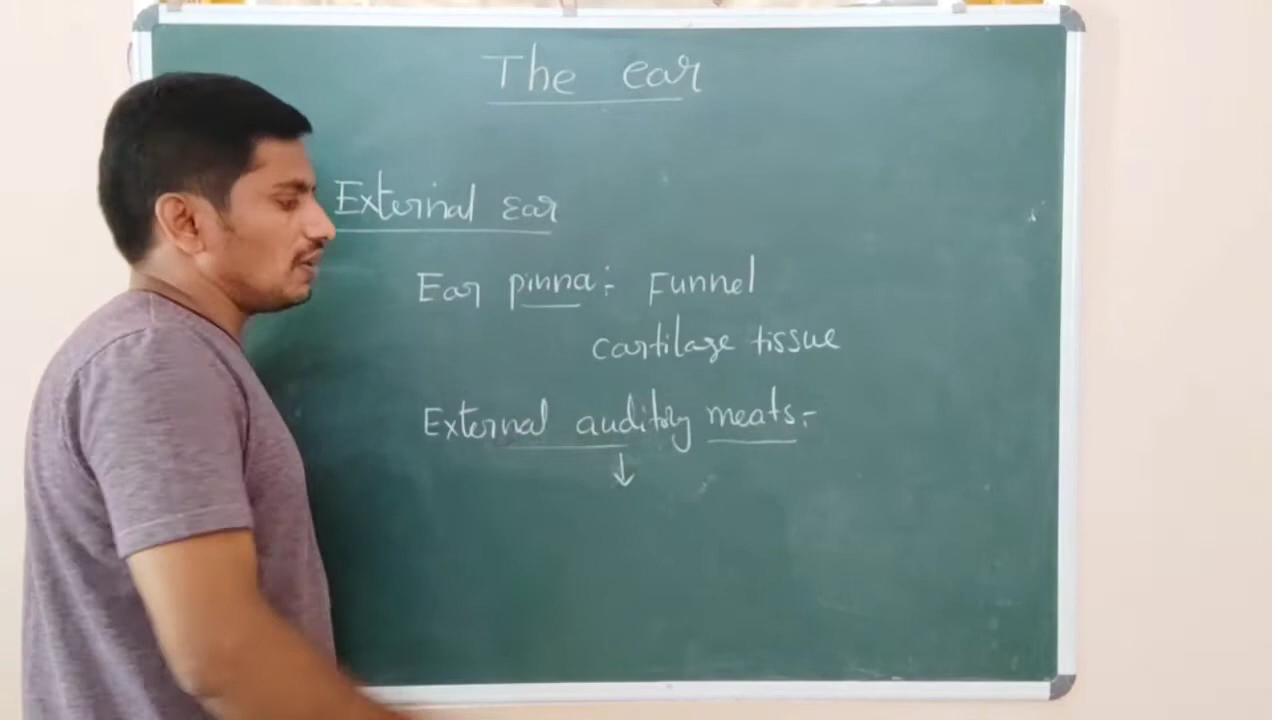 The ear
External ear
Ear pinna :- Funnel
cartilage tissue
External auditory meats :-
↓